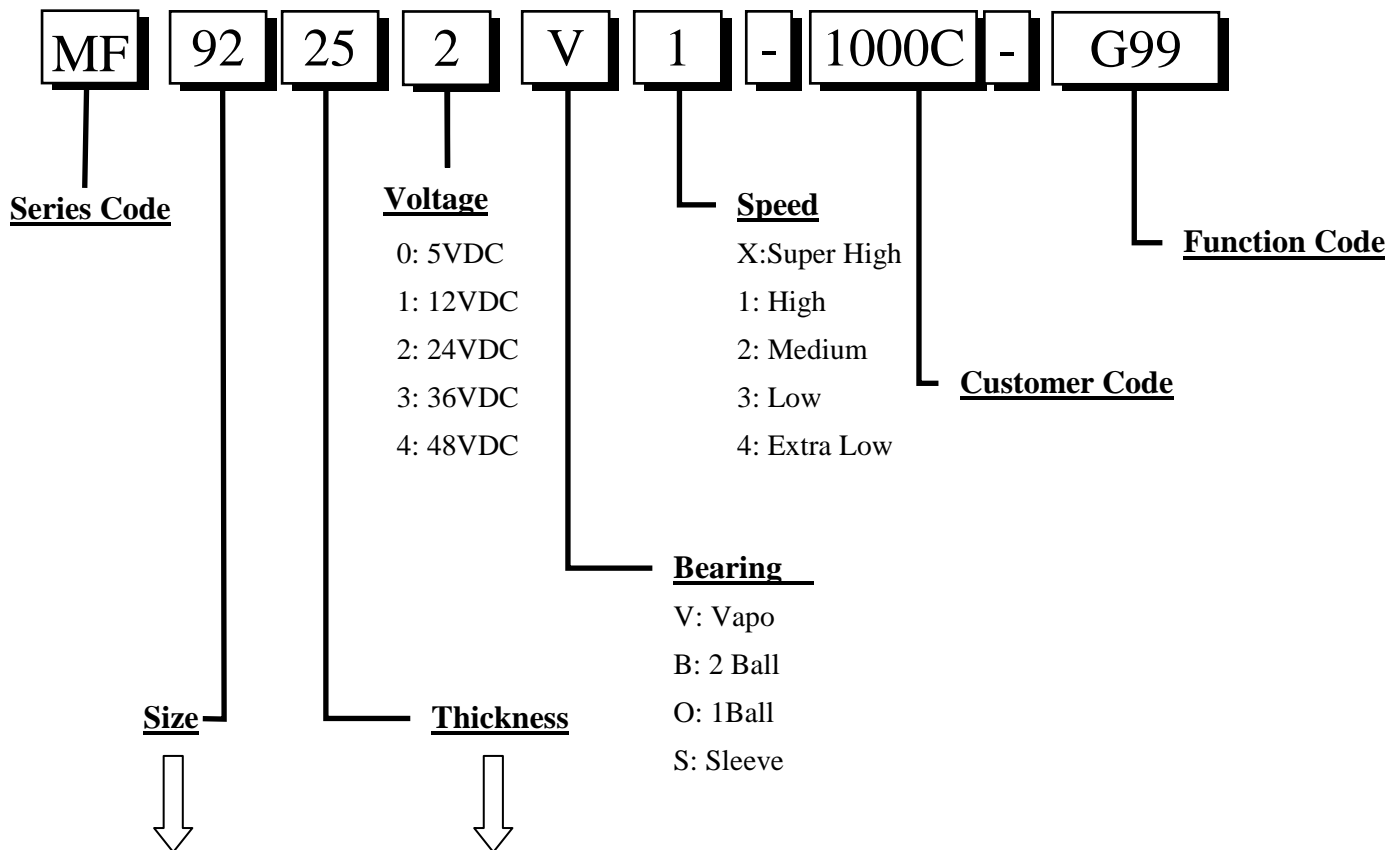 MF 92 25 2 V 1 - 1000C - G99
Series Code
Voltage
0: 5VDC
1: 12VDC
2: 24VDC
3: 36VDC
4: 48VDC
Speed
X:Super High
1: High
2: Medium
3: Low
4: Extra Low
Function Code
Customer Code
Bearing
V: Vapo
B: 2 Ball
O: 1Ball
S: Sleeve
Size
Thickness